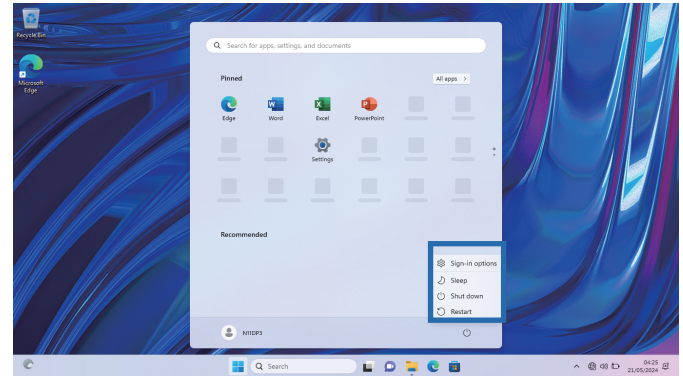 Recycle Bin
Microsoft
Edge
Search for apps, settings, and documents
Pinned
All apps
Edge
Word
Excel
PowerPoint
Settings
Recommended
Sign-in options
Sleep
Shut down
Restart
N11DP3
Search
04:25
21/05/2024